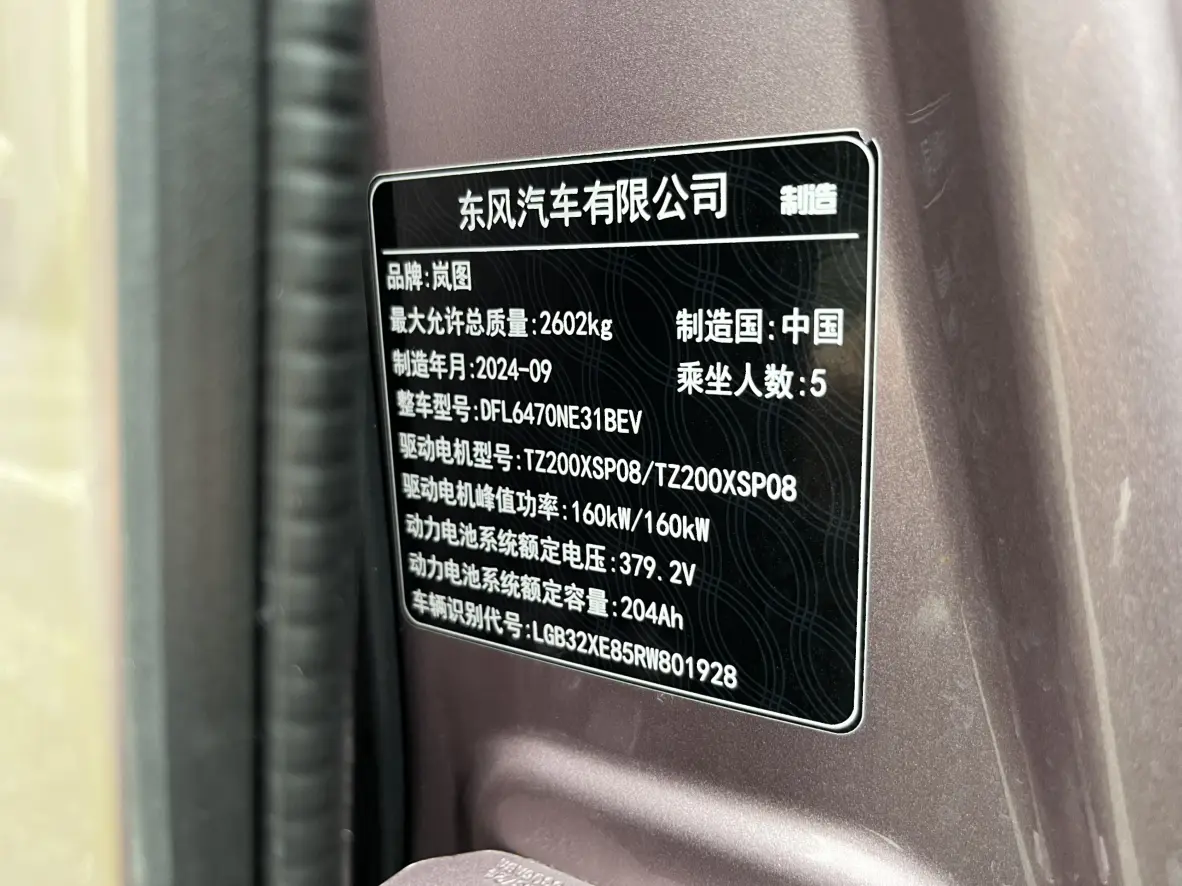 东风汽车有限公司 制造
品牌:岚图
最大允许总质量:2602kg 制造国:中国
制造年月:2024-09 乘坐人数:5
整车型号:DFL6470NE31BEV
驱动电机型号:TZ200XSP08/TZ200XSP08
驱动电机峰值功率:160kW/160kW
动力电池系统额定电压:379.2V
动力电池系统额定容量:204Ah
车辆识别代号:LGB32XE85RW801928